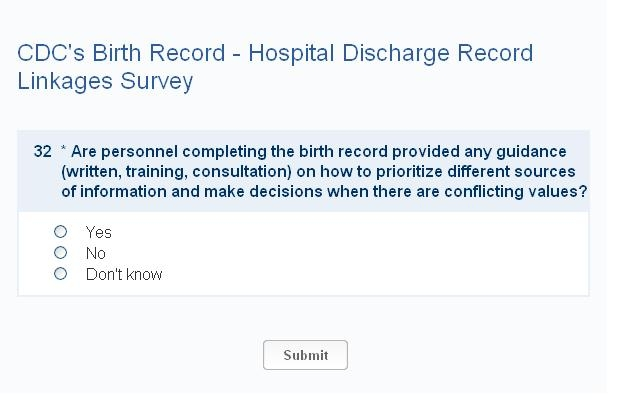 CDC's Birth Record - Hospital Discharge Record
Linkages Survey
32 * Are personnel completing the birth record provided any guidance
(written, training, consultation) on how to prioritize different sources
of information and make decisions when there are conflicting values?
Yes
No
Don't know
Submit